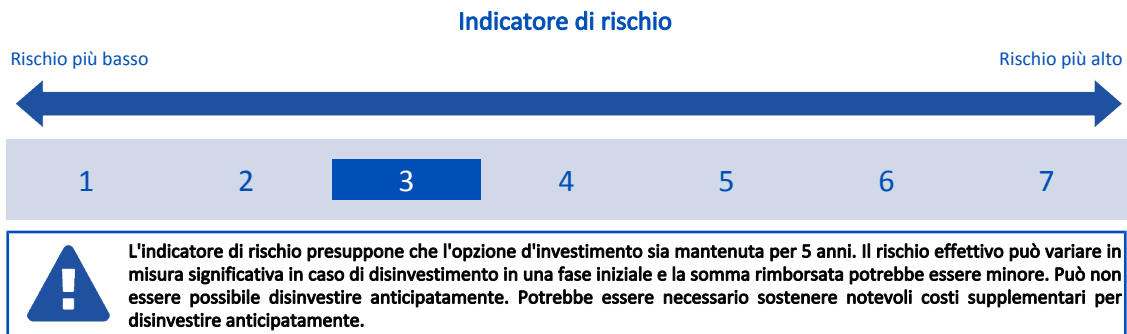 Indicatore di rischio
Rischio più basso
Rischio più alto
1 2 3 4 5 6 7
L'indicatore di rischio presuppone che l'opzione d'investimento sia mantenuta per 5 anni. Il rischio effettivo può variare in
misura significativa in caso di disinvestimento in una fase iniziale e la somma rimborsata potrebbe essere minore. Può non
essere possibile disinvestire anticipatamente. Potrebbe essere necessario sostenere notevoli costi supplementari per
disinvestire anticipatamente.